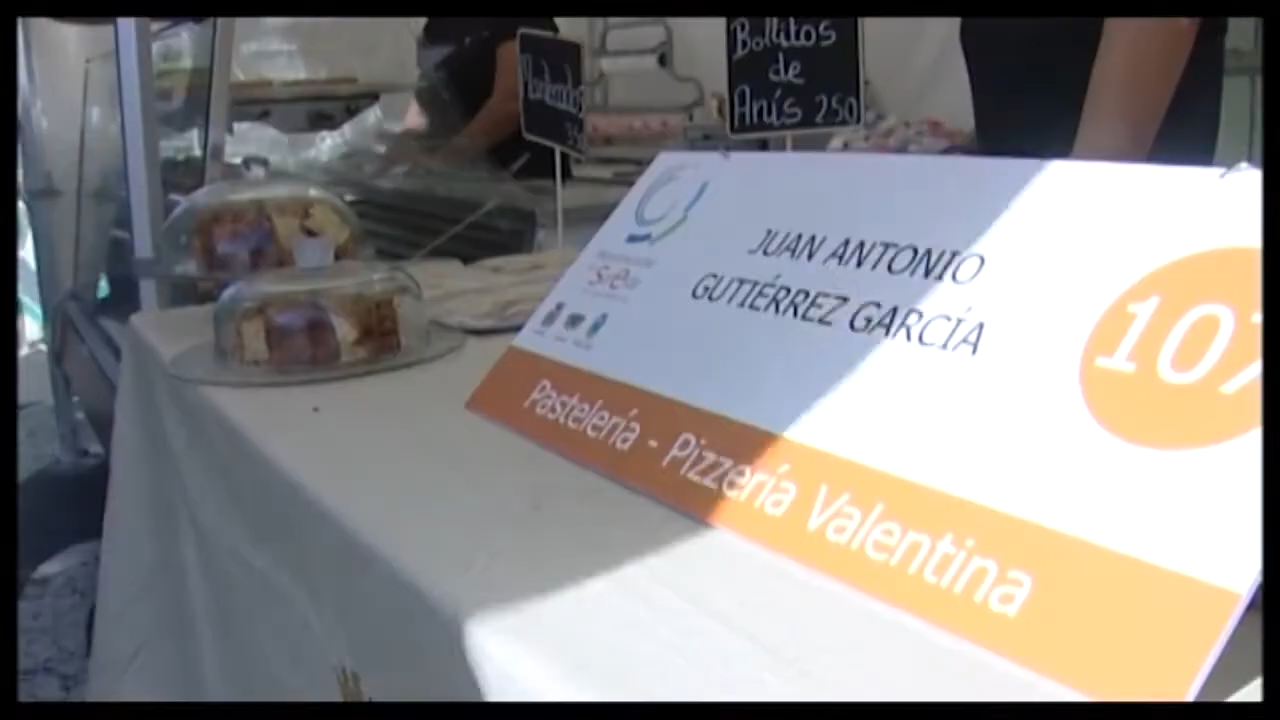 Bollitos
de
Anís 2.50
JUAN ANTONIO
GUTIÉRREZ GARCÍA
107
Pastelería - Pizzería Valentina